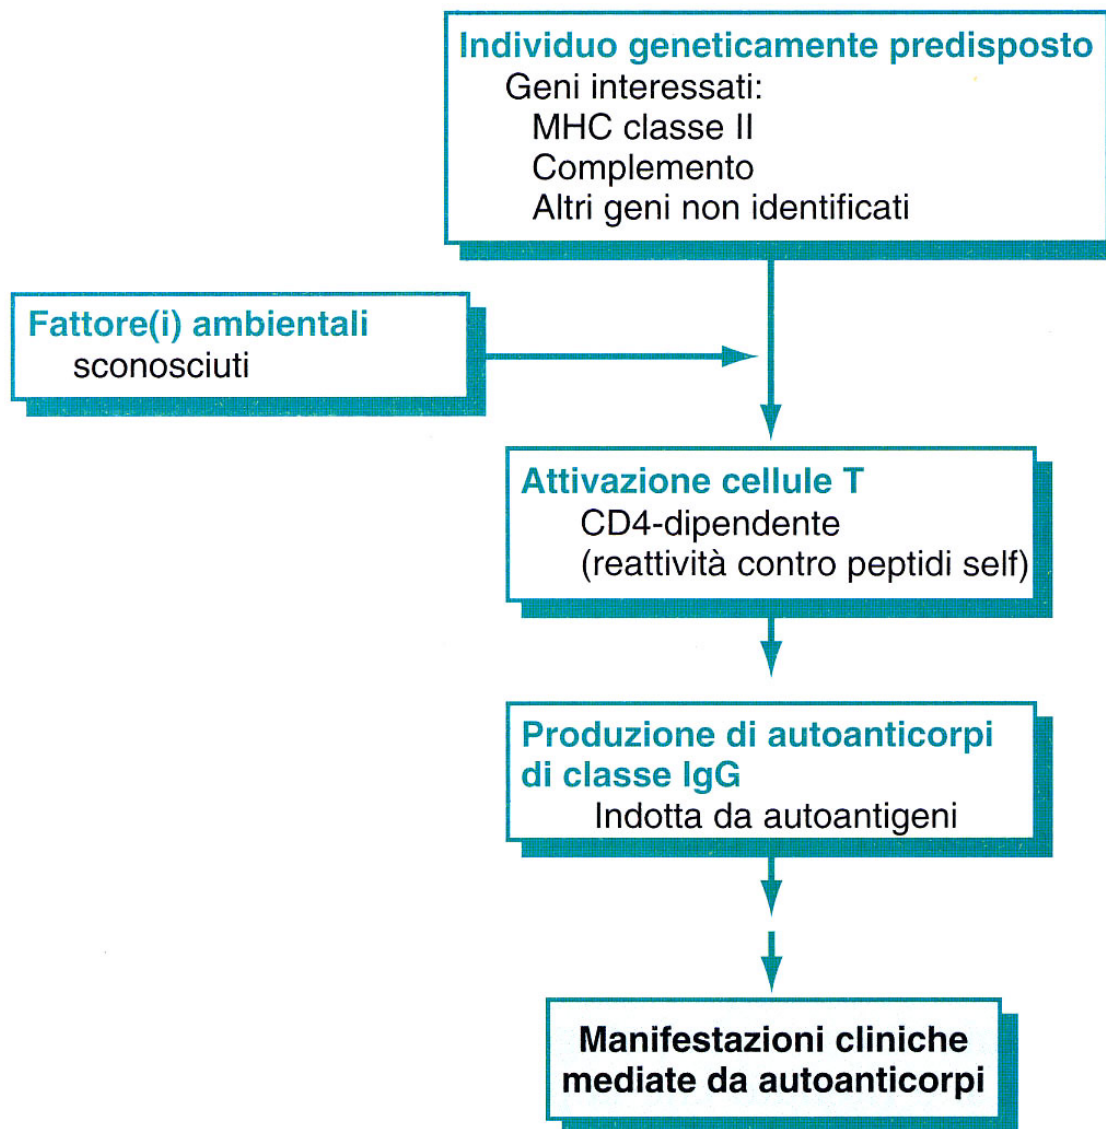 Individuo geneticamente predisposto
Geni interessati:
MHC classe II
Complemento
Altri geni non identificati
Fattore(i) ambientali
sconosciuti
Attivazione cellule T
CD4-dipendente
(reattività contro peptidi self)
Produzione di autoanticorpi
di classe IgG
Indotta da autoantigeni
Manifestazioni cliniche
mediate da autoanticorpi